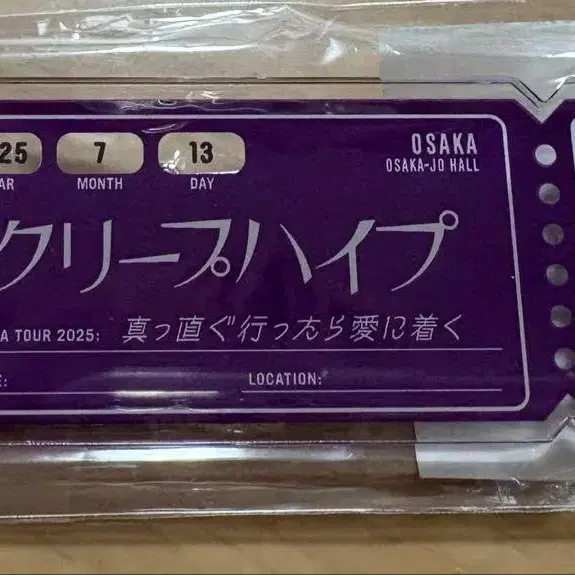 25 7 13
AR MONTH DAY
OSAKA
OSAKA-JO HALL
クリープハイプ
A TOUR 2025: 真っ直ぐ行ったら愛に着く
E: LOCATION: